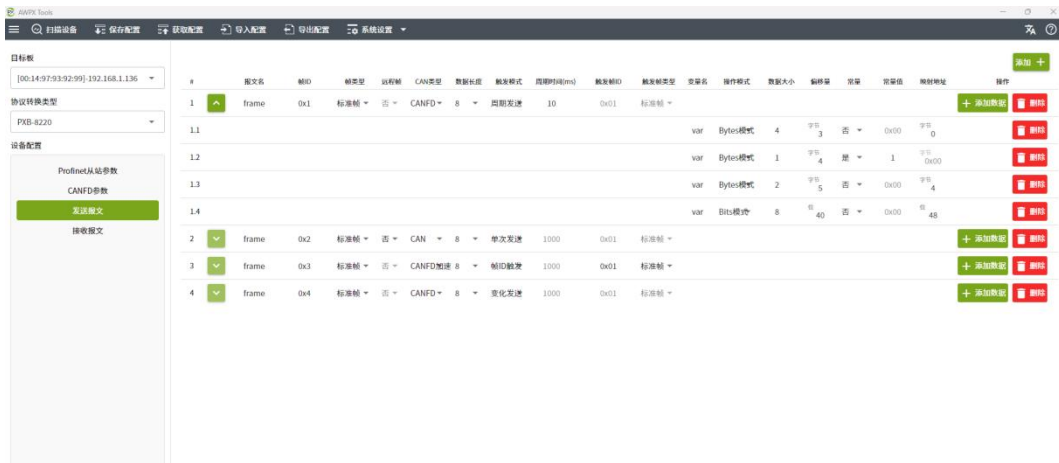 AWPX Tools
扫描设备 保存配置 获取配置 导入配置 导出配置 系统设置
目标板
[00:14:97:93:92:99]-192.168.1.136
协议转换类型
PXB-8220
设备配置
Profinet从站参数
CANFD参数
发送报文
接收报文
添加 +
# 报文名 帧ID 帧类型 远程帧 CAN类型 数据长度 触发模式 周期时间(ms) 触发帧ID 触发帧类型 变量名 操作模式 数据大小 偏移量 常量 常量值 映射地址 操作
1 frame 0x1 标准帧 否 CANFD 8 周期发送 10 0x01 标准帧 + 添加数据 删除
1.1 var Bytes模式 4 字节 3 否 0x00 字节 0 删除
1.2 var Bytes模式 1 字节 4 是 1 字节 0x00 删除
1.3 var Bytes模式 2 字节 5 否 0x00 字节 4 删除
1.4 var Bits模式 8 位 40 否 0x00 位 48 删除
2 frame 0x2 标准帧 否 CAN 8 单次发送 1000 0x01 标准帧 + 添加数据 删除
3 frame 0x3 标准帧 否 CANFD加速 8 帧ID触发 1000 0x01 标准帧 + 添加数据 删除
4 frame 0x4 标准帧 否 CANFD 8 变化发送 1000 0x01 标准帧 + 添加数据 删除